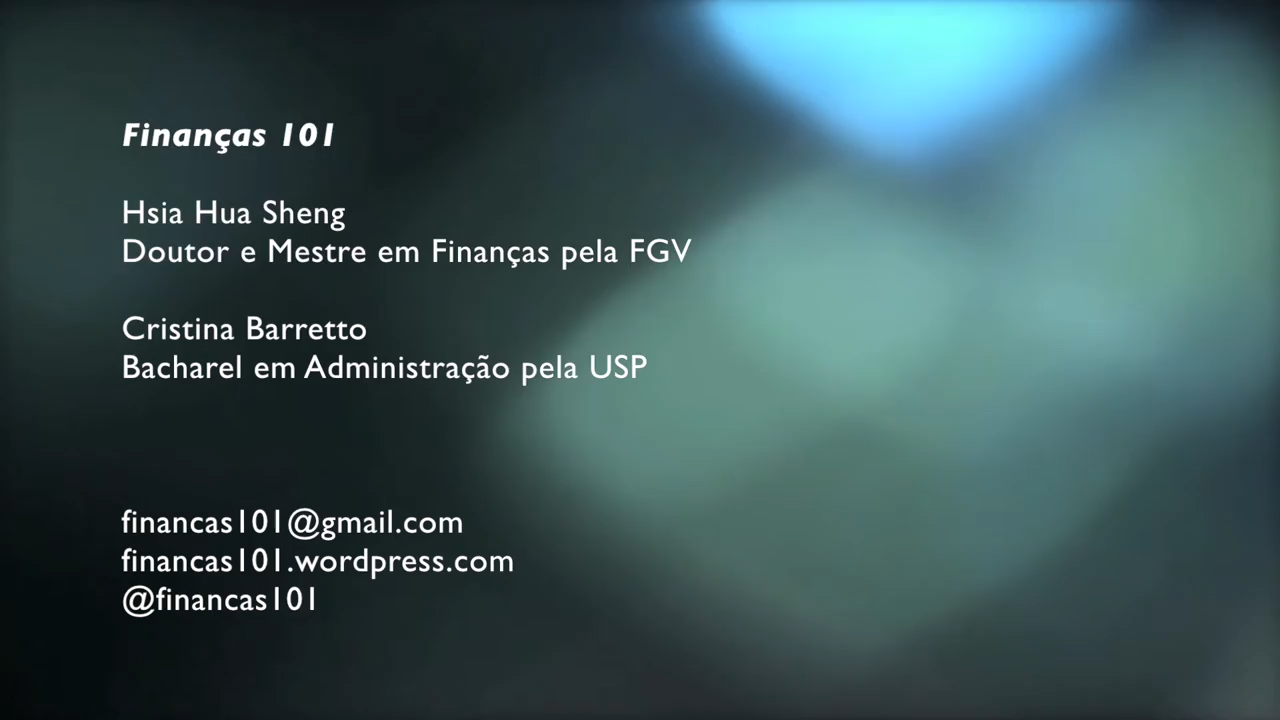 Finanças 101
Hsia Hua Sheng
Doutor e Mestre em Finanças pela FGV
Cristina Barretto
Bacharel em Administração pela USP
financas101@gmail.com
financas101.wordpress.com
@financas101